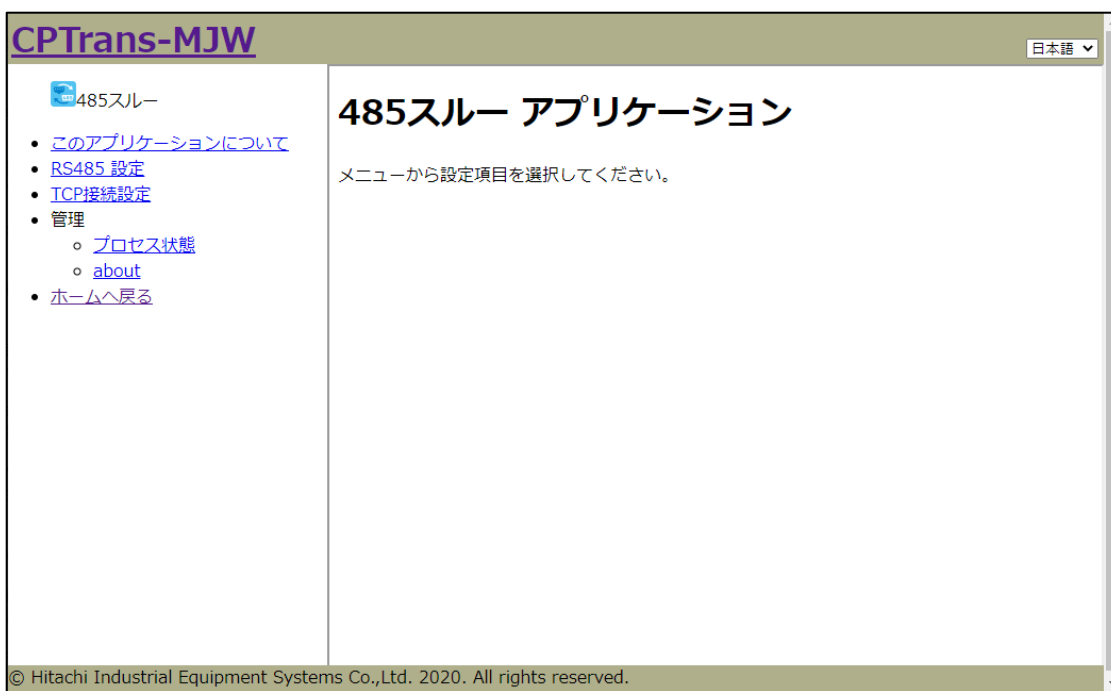 CPTrans-MJW
日本語
485スルー
このアプリケーションについて
RS485 設定
TCP接続設定
管理
プロセス状態
about
ホームへ戻る
485スルー アプリケーション
メニューから設定項目を選択してください。
© Hitachi Industrial Equipment Systems Co.,Ltd. 2020. All rights reserved.